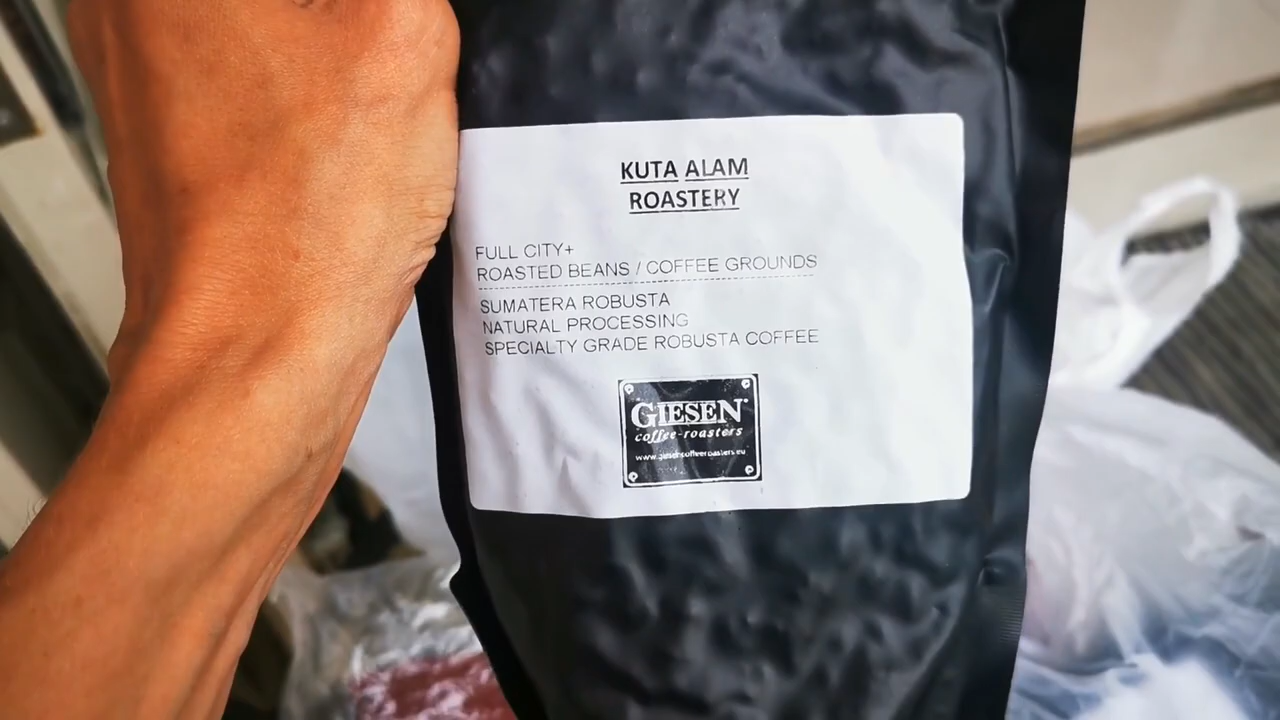 KUTA ALAM
ROASTERY
FULL CITY+
ROASTED BEANS / COFFEE GROUNDS
SUMATERA ROBUSTA
NATURAL PROCESSING
SPECIALTY GRADE ROBUSTA COFFEE
GIESEN
coffee-roasters
www.giesencoffeeroasters.eu